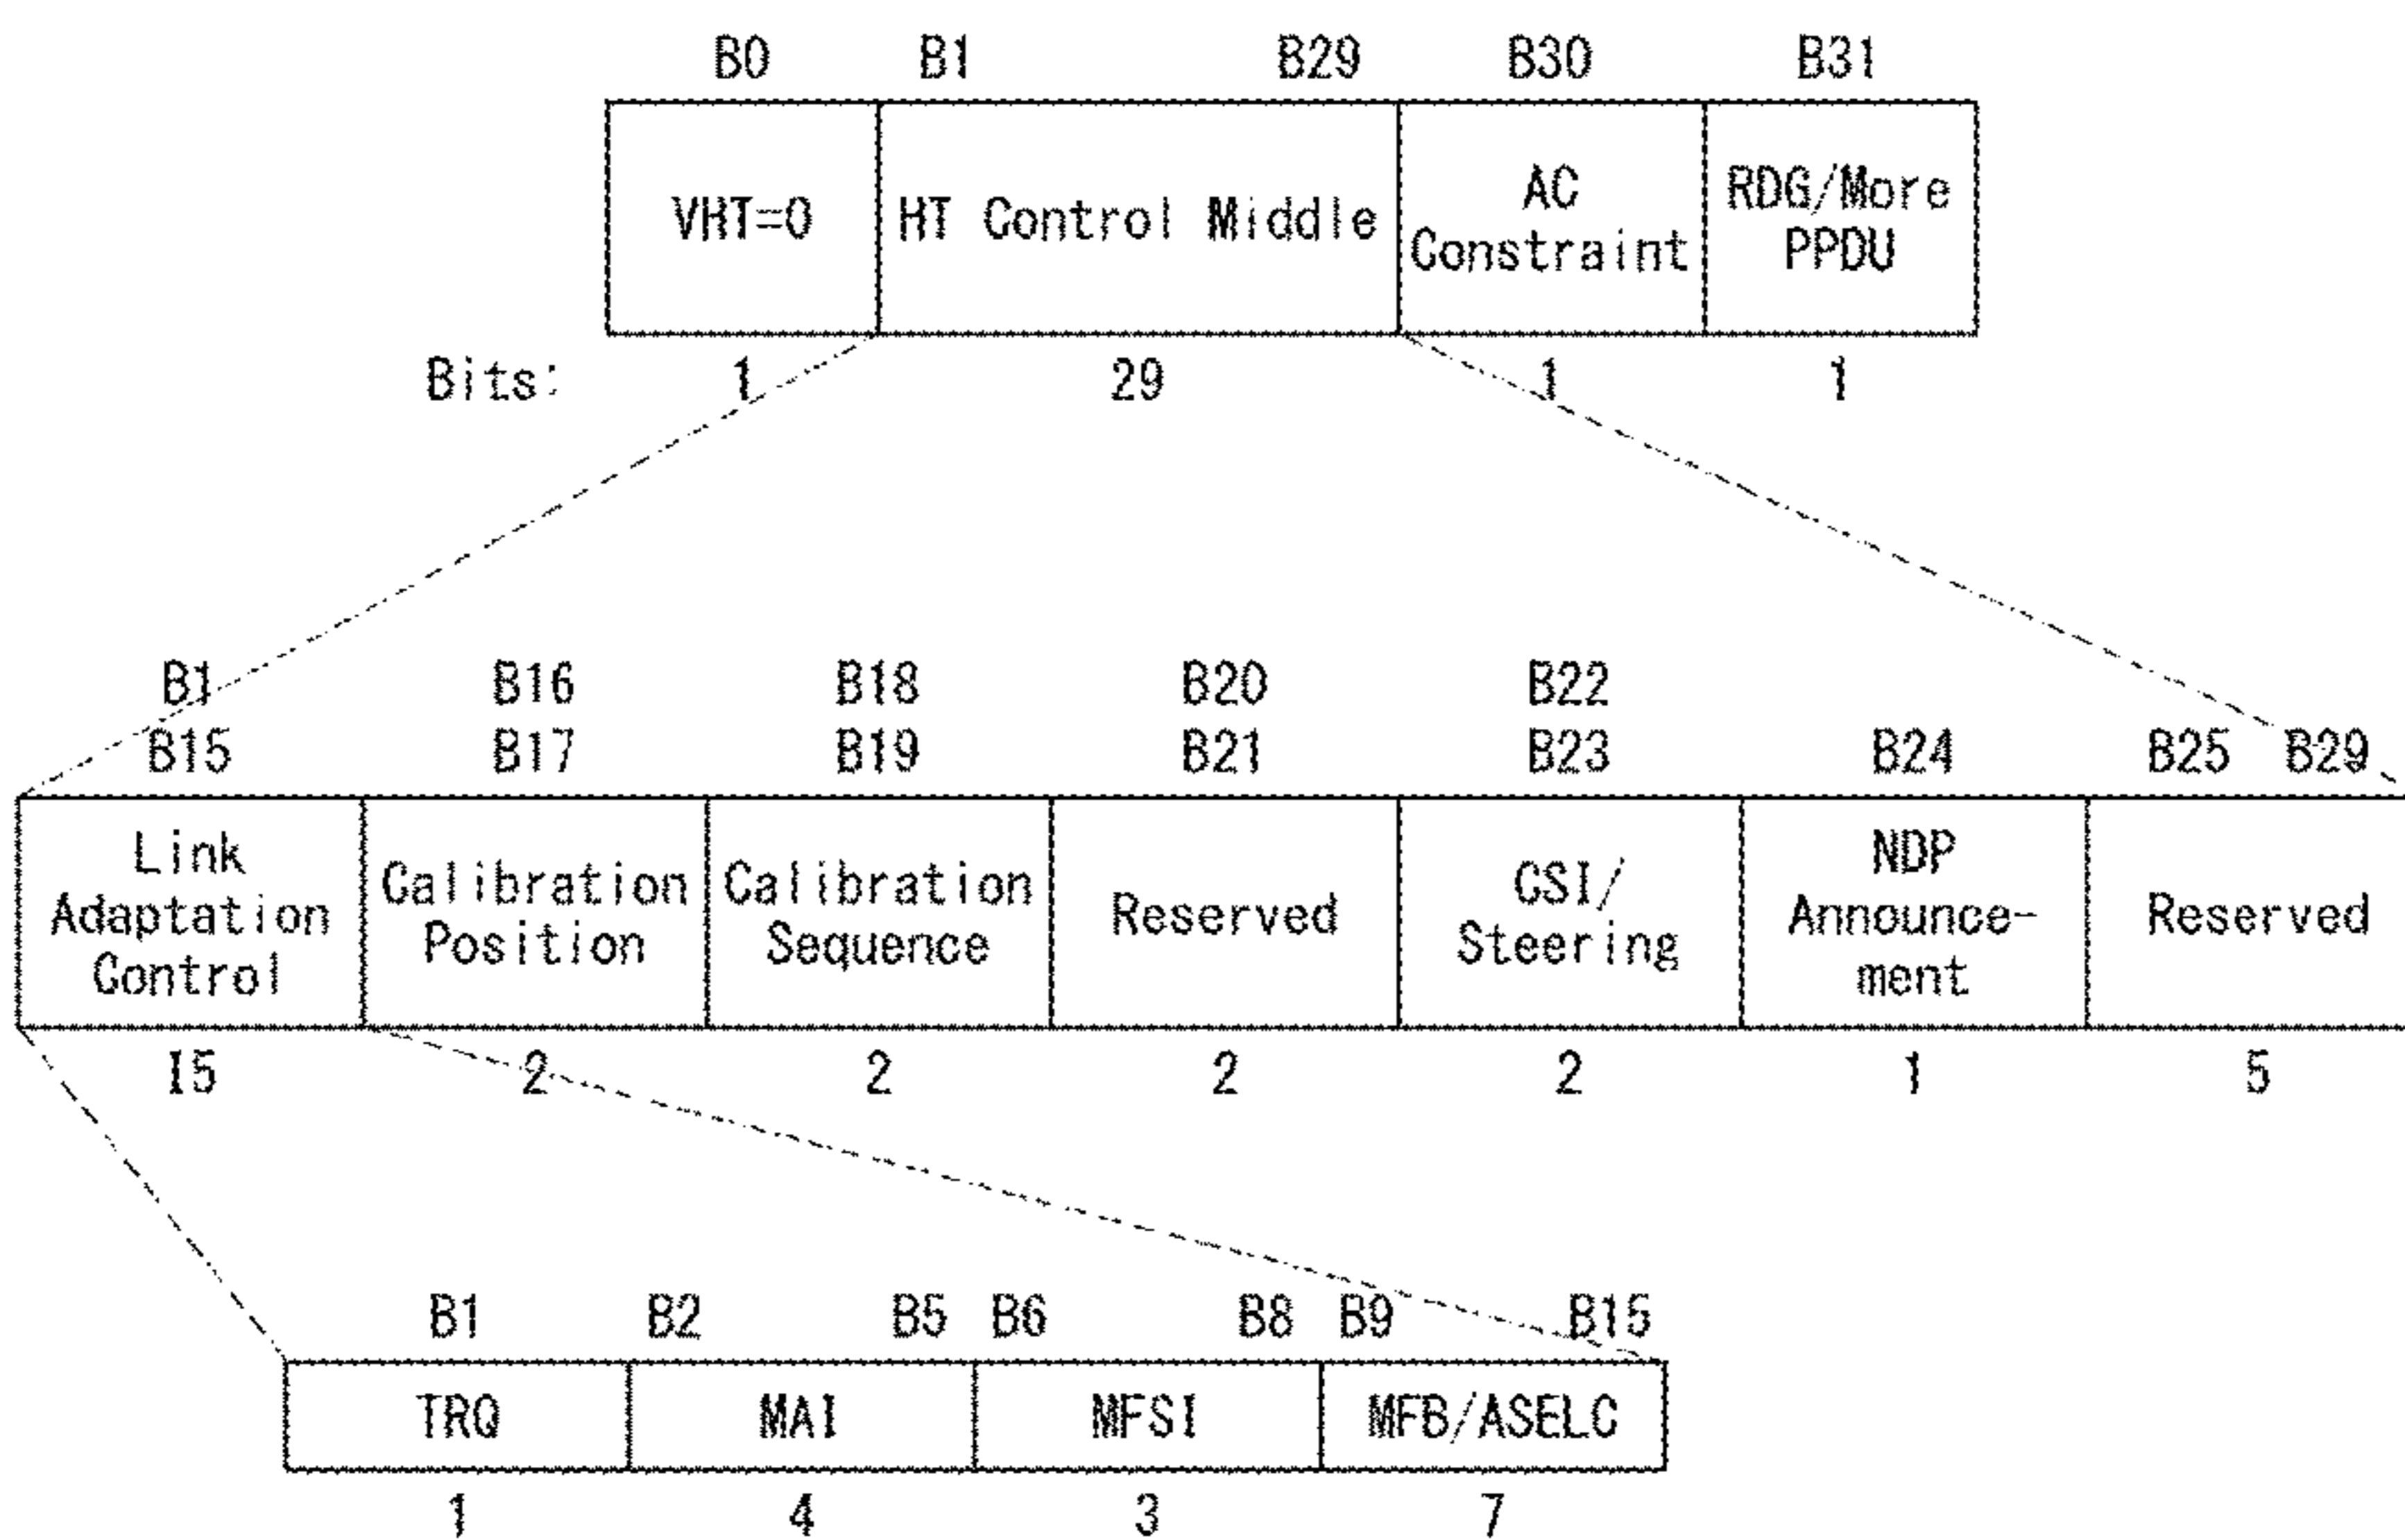 B0 B1 B29 B30 B31
VHT=0 HT Control Middle AC Constraint RDG/More PPDU
Bits: 1 29 1 1
B1 B16 B18 B20 B22
B15 B17 B19 B21 B23 B24 B25 B29
Link Adaptation Control Calibration Position Calibration Sequence Reserved CSI/ Steering NDP Announce- ment Reserved
15 2 2 2 2 1 5
B1 B2 B5 B6 B8 B9 B15
TRQ MAI MFSI MFB/ASELC
1 4 3 7